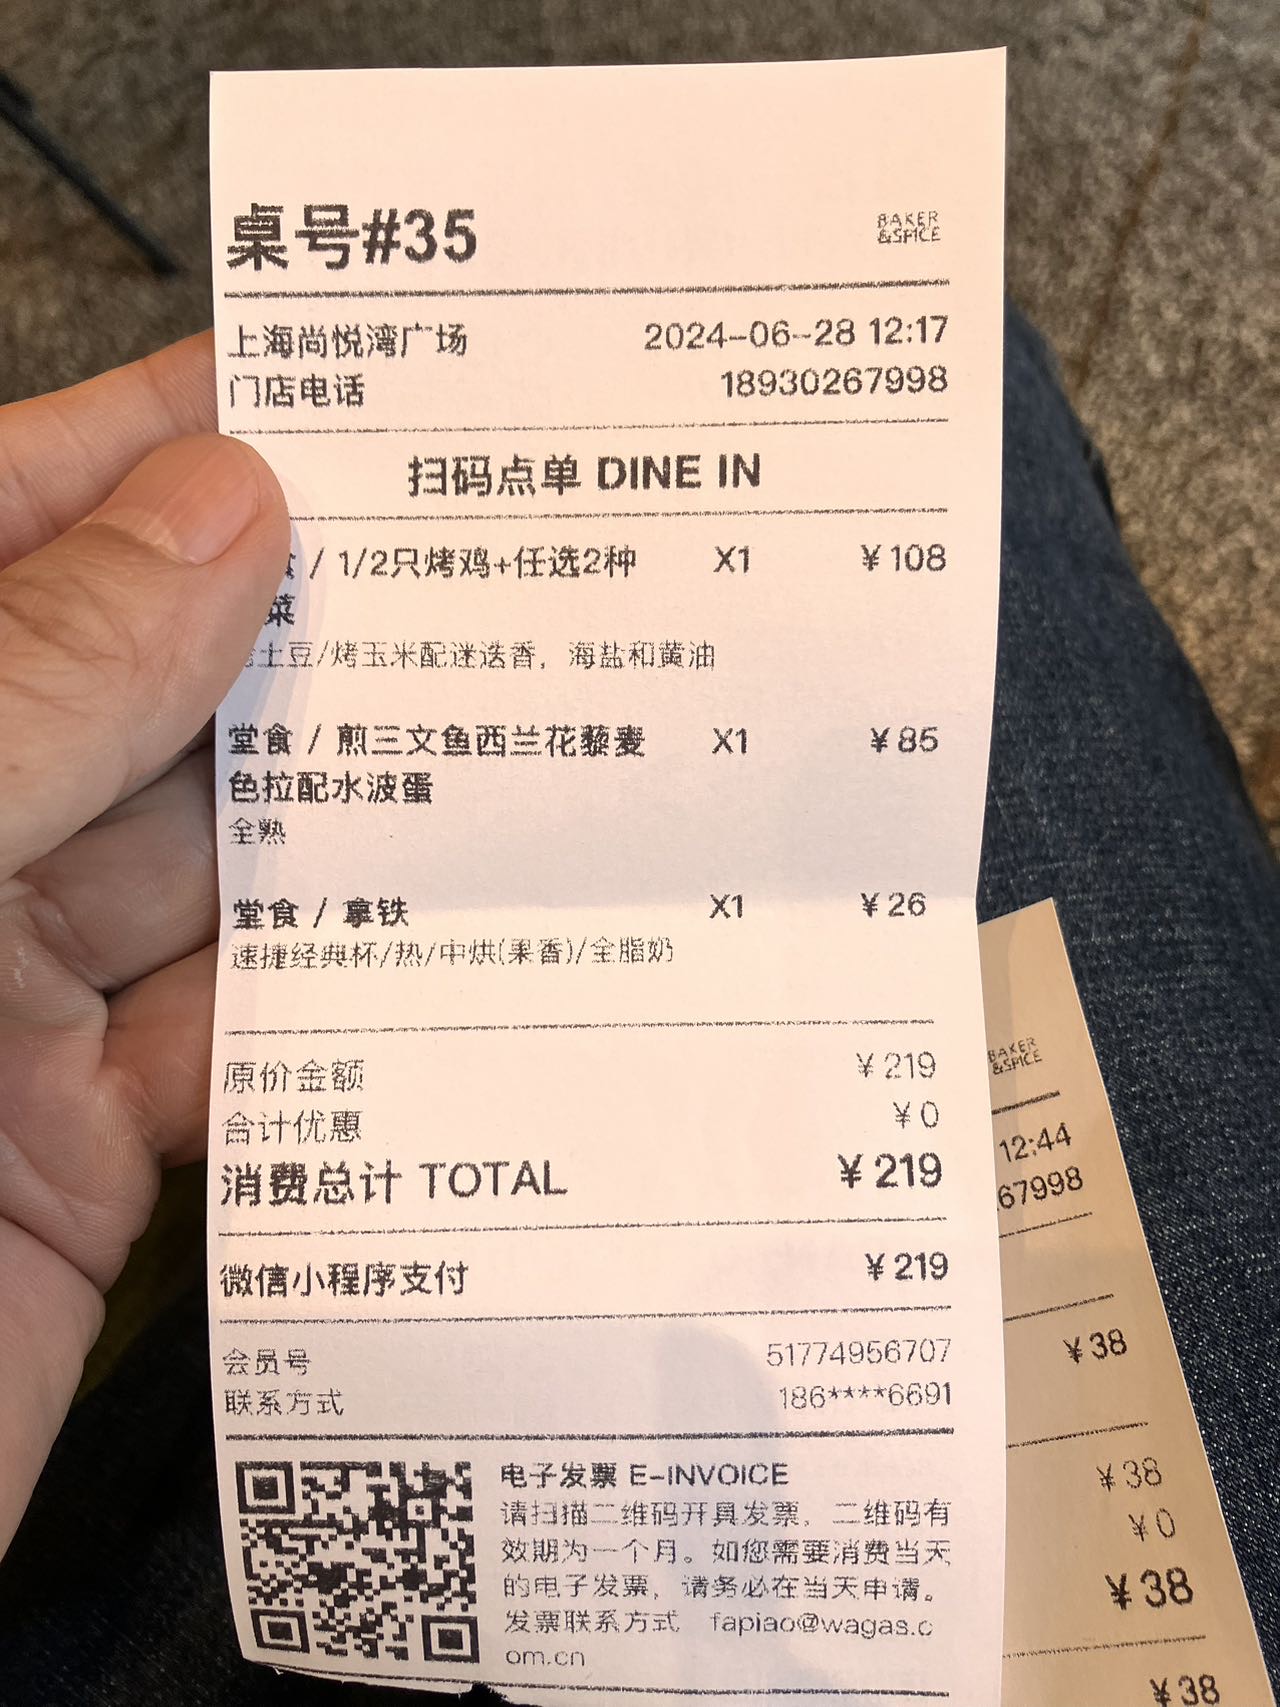 桌号#35
BAKER
&SPICE
上海尚悦湾广场 2024-06-28 12:17
门店电话 18930267998
扫码点单 DINE IN
/ 1/2只烤鸡+任选2种 X1 ¥108
菜
土豆/烤玉米配迷迭香，海盐和黄油
堂食 / 煎三文鱼西兰花藜麦 X1 ¥85
色拉配水波蛋
全熟
堂食 / 拿铁 X1 ¥26
速捷经典杯/热/中烘(果香)/全脂奶
原价金额 ¥219
合计优惠 ¥0
消费总计 TOTAL ¥219
微信小程序支付 ¥219
会员号 51774956707
联系方式 186****6691
电子发票 E-INVOICE
请扫描二维码开具发票，二维码有
效期为一个月。如您需要消费当天
的电子发票，请务必在当天申请。
发票联系方式 fapiao@wagas.c
om.cn
BAKER
&SPICE
12:44
67998
¥38
¥38
¥0
¥38
¥38